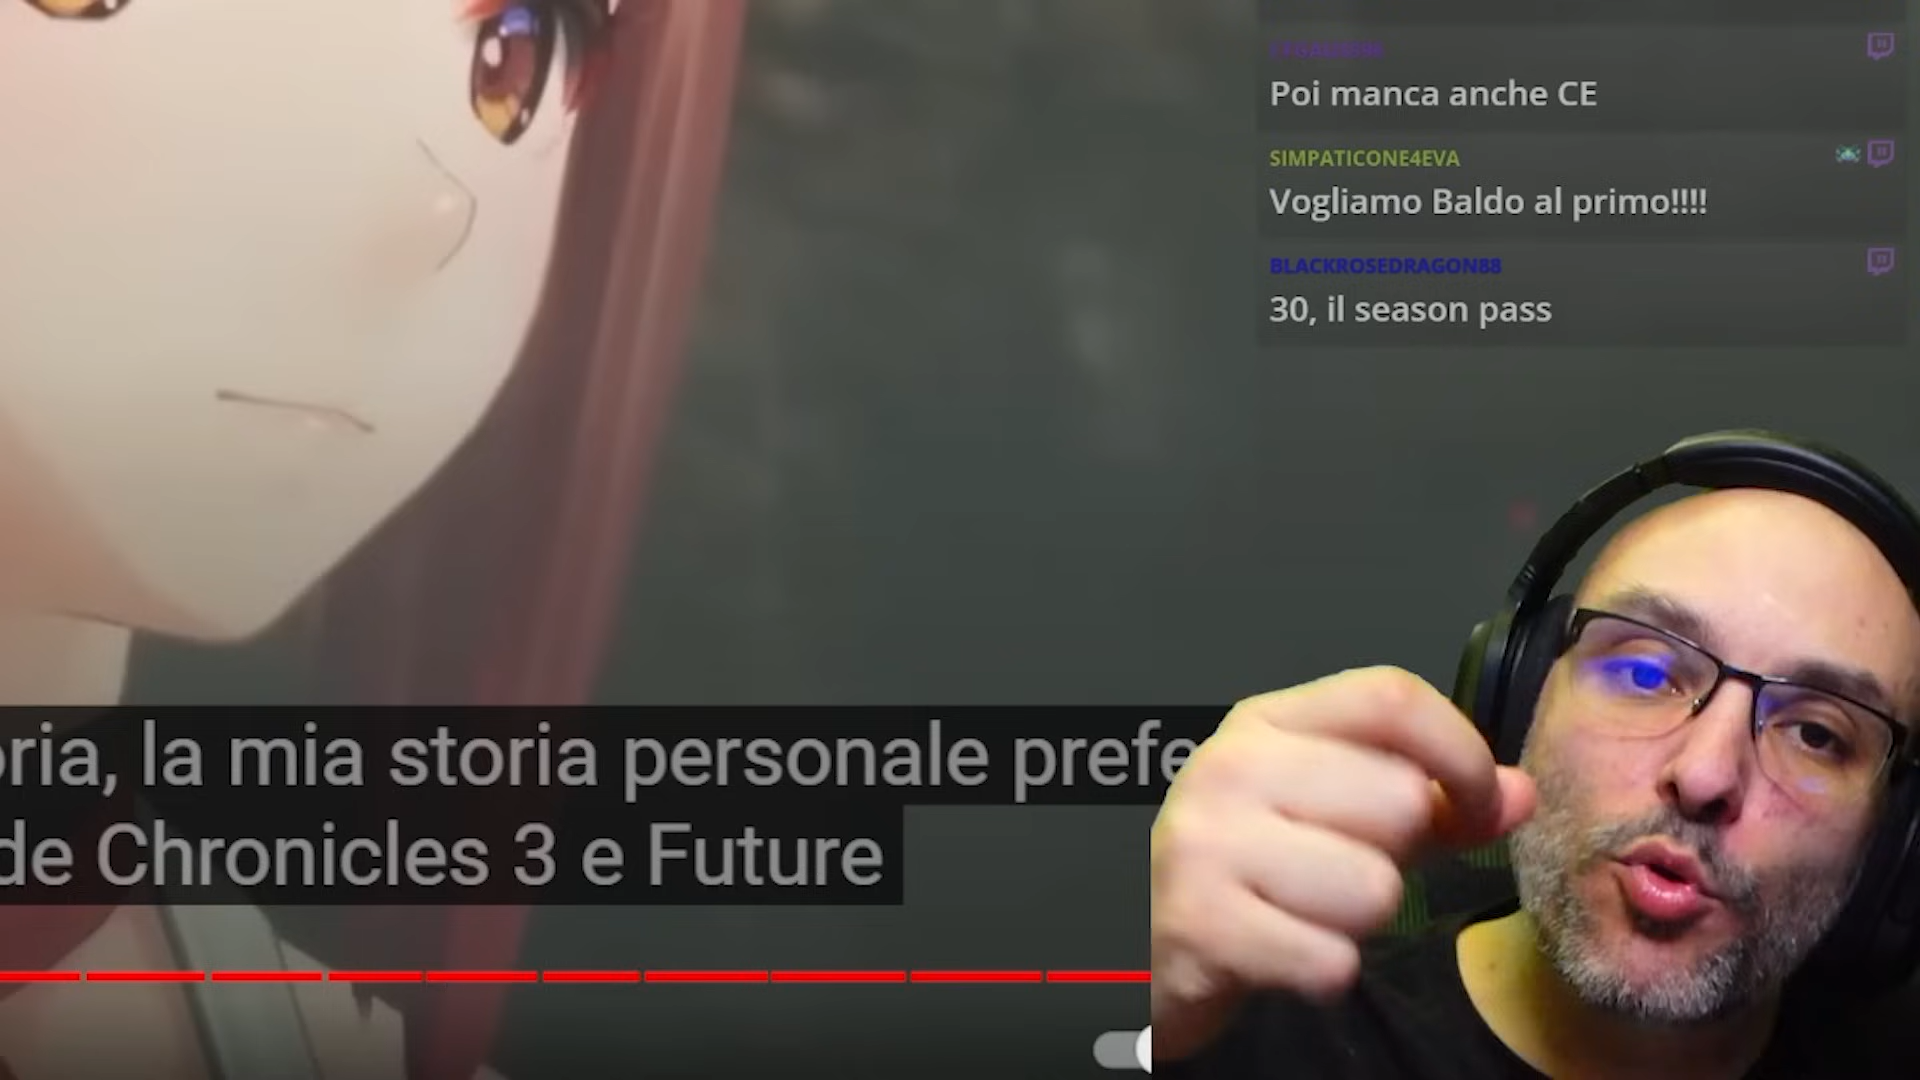 Poi manca anche CE
SIMPATICONE4EVA
Vogliamo Baldo al primo!!!!
BLACKROSEDRAGON88
30, il season pass
oria, la mia storia personale prefe
de Chronicles 3 e Future